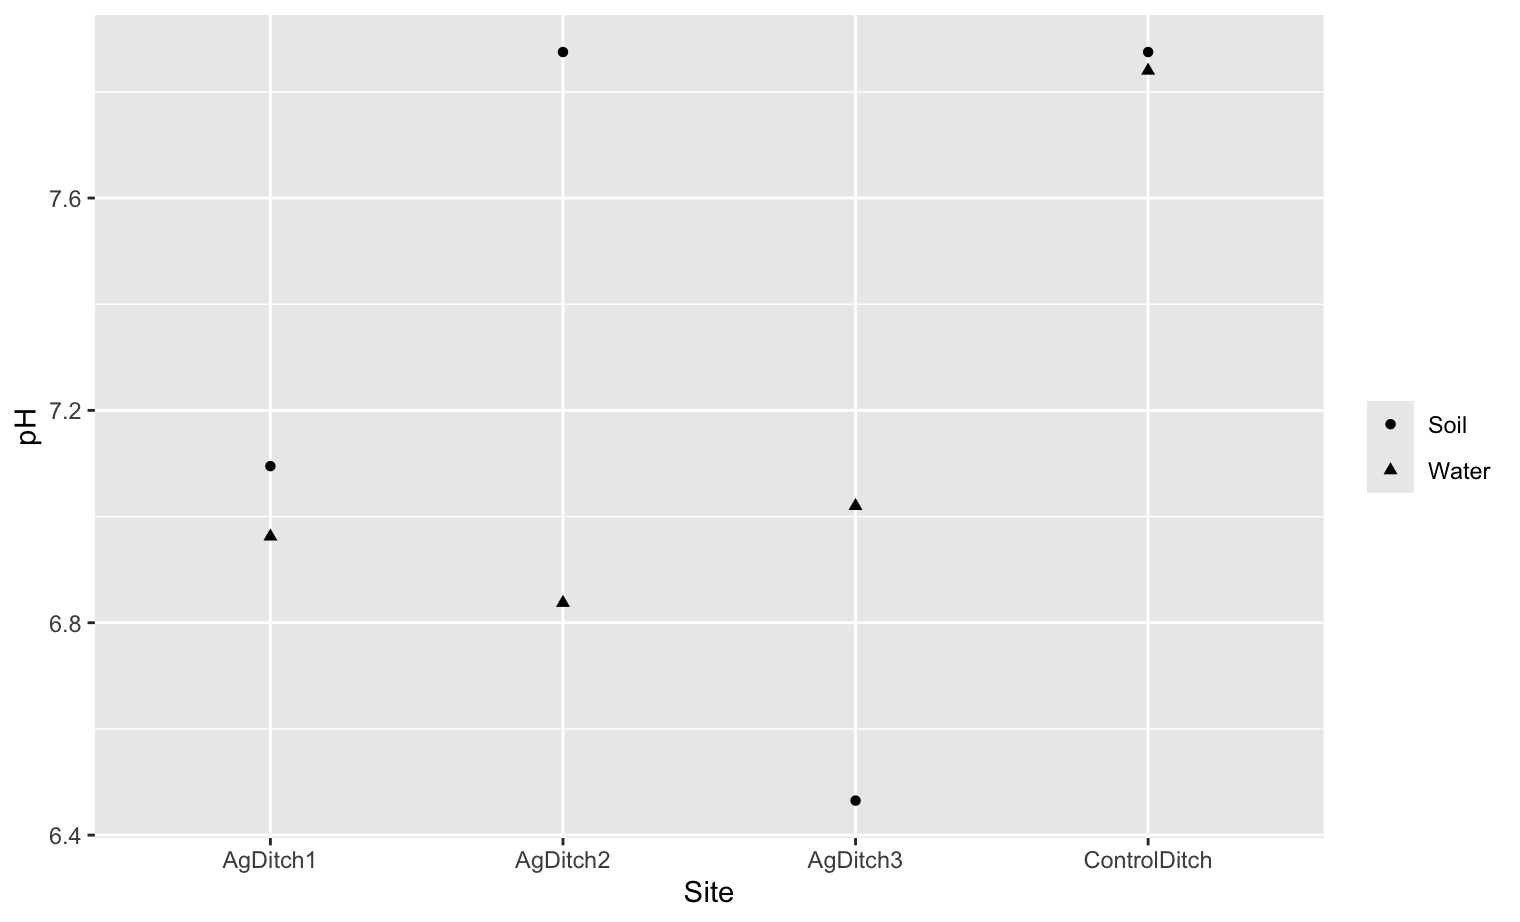 pH
7.6
7.2
6.8
6.4
AgDitch1
AgDitch2
AgDitch3
ControlDitch
Site
Soil
Water